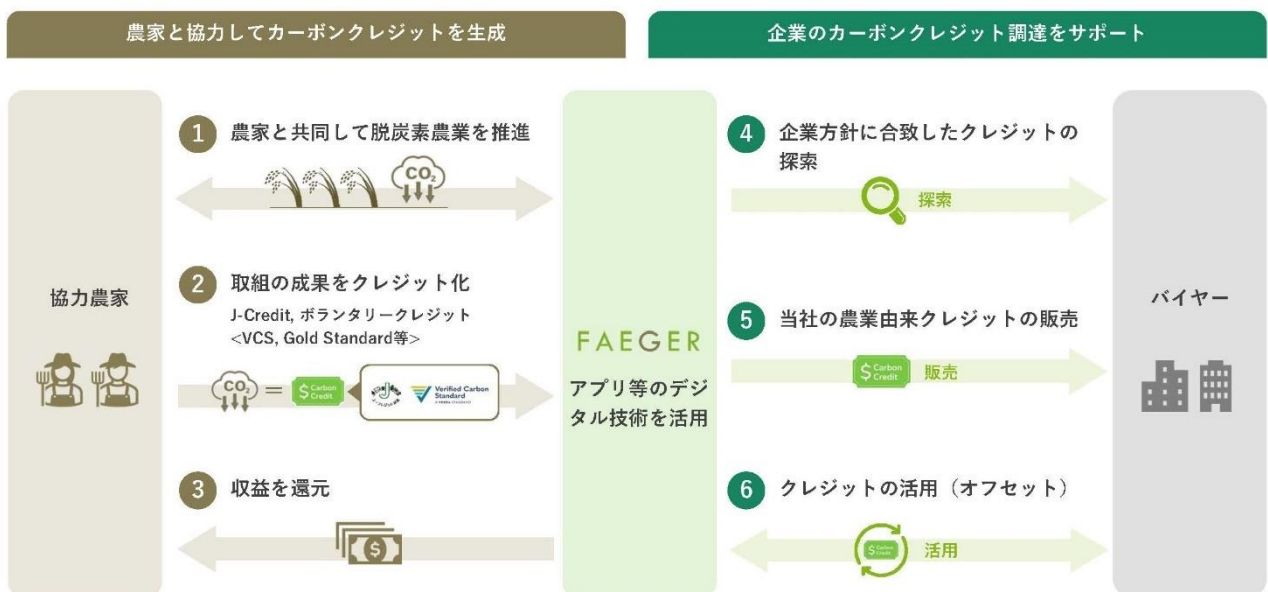 農家と協力してカーボンクレジットを生成
企業のカーボンクレジット調達をサポート
協力農家
1 農家と共同して脱炭素農業を推進
CO₂
2 取組の成果をクレジット化
J-Credit, ボランタリークレジット
<VCS, Gold Standard等>
CO₂ = $ Carbon Credit
Verified Carbon
Standard
3 収益を還元
$
FAEGER
アプリ等のデジ
タル技術を活用
4 企業方針に合致したクレジットの
探索
探索
5 当社の農業由来クレジットの販売
$ Carbon Credit 販売
6 クレジットの活用（オフセット）
$ Carbon Credit 活用
バイヤー